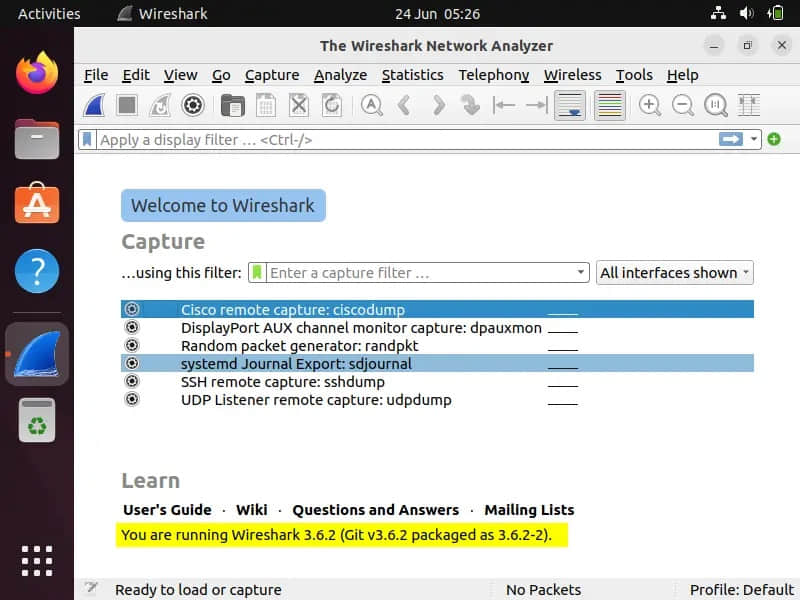 Activities Wireshark 24 Jun 05:26
The Wireshark Network Analyzer
File Edit View Go Capture Analyze Statistics Telephony Wireless Tools Help
Apply a display filter … <Ctrl-/>
Welcome to Wireshark
Capture
…using this filter: Enter a capture filter … All interfaces shown
Cisco remote capture: ciscodump
DisplayPort AUX channel monitor capture: dpauxmon
Random packet generator: randpkt
systemd Journal Export: sdjournal
SSH remote capture: sshdump
UDP Listener remote capture: udpdump
Learn
User's Guide · Wiki · Questions and Answers · Mailing Lists
You are running Wireshark 3.6.2 (Git v3.6.2 packaged as 3.6.2-2).
Ready to load or capture No Packets Profile: Default